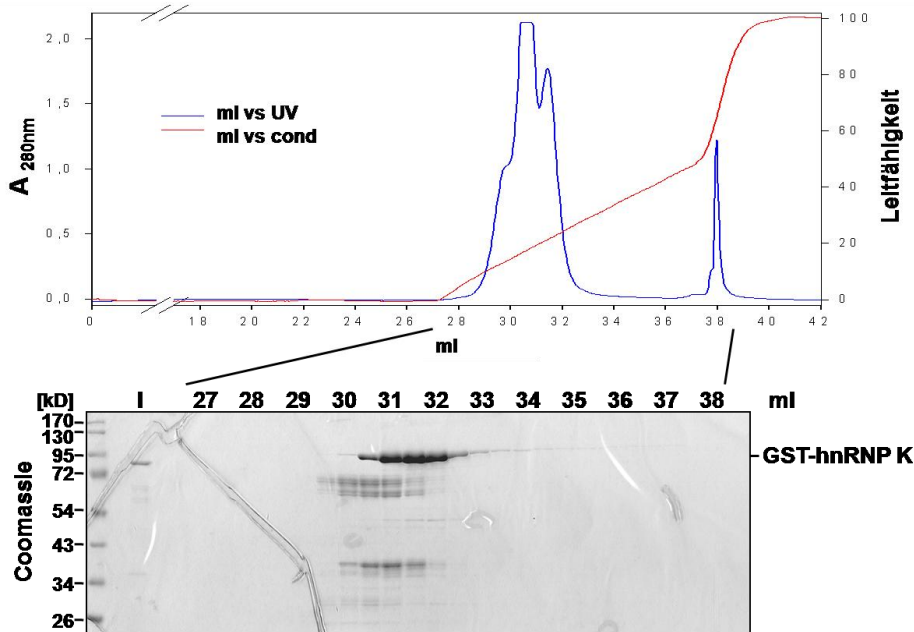 2,0
1,5
1,0
0,5
0,0
A 280nm
ml vs UV
ml vs cond
100
80
60
40
20
0
Leitfähigkeit
0 18 20 22 24 26 28 30 32 34 36 38 40 42
ml
[kD] I 27 28 29 30 31 32 33 34 35 36 37 38 ml
170-
130-
95-
72-
54-
43-
34-
26-
Coomassie
-GST-hnRNP K